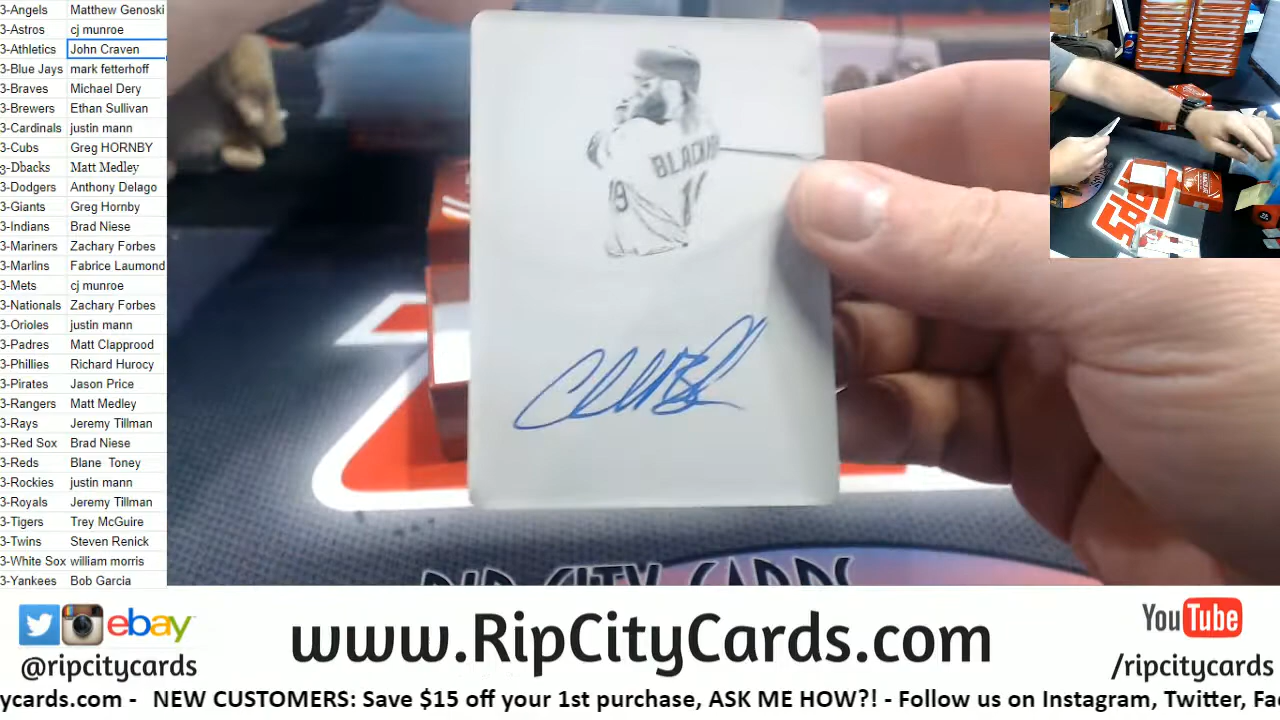 3-Angels Matthew Genoski
3-Astros cj munroe
3-Athletics John Craven
3-Blue Jays mark fetterhoff
3-Braves Michael Dery
3-Brewers Ethan Sullivan
3-Cardinals justin mann
3-Cubs Greg HORNBY
3-Dbacks Matt Medley
3-Dodgers Anthony Delago
3-Giants Greg Hornby
3-Indians Brad Niese
3-Mariners Zachary Forbes
3-Marlins Fabrice Laumond
3-Mets cj munroe
3-Nationals Zachary Forbes
3-Orioles justin mann
3-Padres Matt Clapprood
3-Phillies Richard Hurocy
3-Pirates Jason Price
3-Rangers Matt Medley
3-Rays Jeremy Tillman
3-Red Sox Brad Niese
3-Reds Blane Toney
3-Rockies justin mann
3-Royals Jeremy Tillman
3-Tigers Trey McGuire
3-Twins Steven Renick
3-White Sox william morris
3-Yankees Bob Garcia
BLACKM
19
RIP CITY CARDS
ebay
@ripcitycards
www.RipCityCards.com
YouTube
/ripcitycards
ycards.com - NEW CUSTOMERS: Save $15 off your 1st purchase, ASK ME HOW?! - Follow us on Instagram, Twitter, Fa